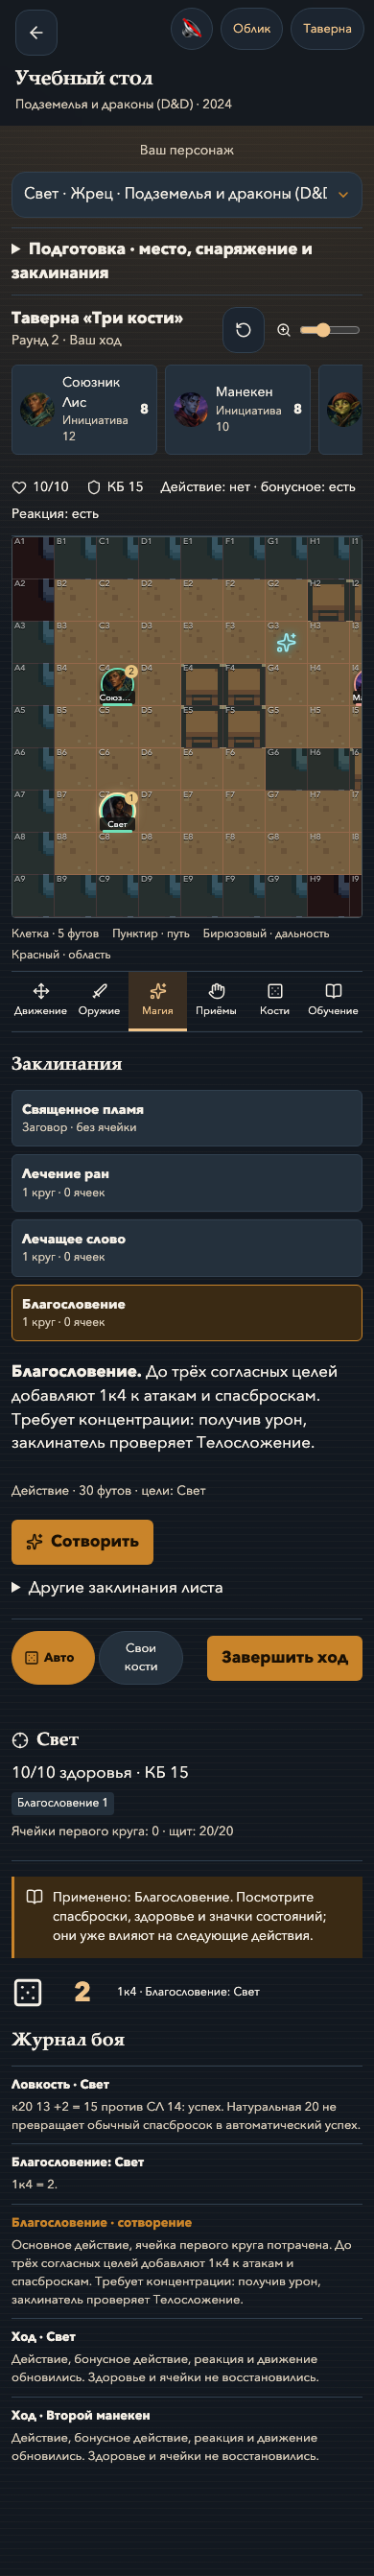 Облик
Таверна
Учебный стол
Подземелья и драконы (D&D) · 2024
Ваш персонаж
Свет · Жрец · Подземелья и драконы (D&D
Подготовка · место, снаряжение и
заклинания
Таверна «Три кости»
Раунд 2 · Ваш ход
Союзник
Лис
Инициатива
12
8
Манекен
Инициатива
10
8
10/10 КБ 15 Действие: нет · бонусное: есть
Реакция: есть
A1 B1 C1 D1 E1 F1 G1 H1 I1
A2 B2 C2 D2 E2 F2 G2 H2 I2
A3 B3 C3 D3 E3 F3 G3 H3 I3
A4 B4 C4 D4 E4 F4 G4 H4 I4
2
Союз...
A5 B5 C5 D5 E5 F5 G5 H5 I5
A6 B6 C6 D6 E6 F6 G6 H6 I6
A7 B7 C7 D7 E7 F7 G7 H7 I7
1
Свет
A8 B8 C8 D8 E8 F8 G8 H8 I8
A9 B9 C9 D9 E9 F9 G9 H9 I9
Клетка · 5 футов Пунктир · путь Бирюзовый · дальность
Красный · область
Движение Оружие Магия Приёмы Кости Обучение
Заклинания
Священное пламя
Заговор · без ячейки
Лечение ран
1 круг · 0 ячеек
Лечащее слово
1 круг · 0 ячеек
Благословение
1 круг · 0 ячеек
Благословение. До трёх согласных целей
добавляют 1к4 к атакам и спасброскам.
Требует концентрации: получив урон,
заклинатель проверяет Телосложение.
Действие · 30 футов · цели: Свет
Сотворить
Другие заклинания листа
Авто
Свои
кости
Завершить ход
Свет
10/10 здоровья · КБ 15
Благословение 1
Ячейки первого круга: 0 · щит: 20/20
Применено: Благословение. Посмотрите
спасброски, здоровье и значки состояний;
они уже влияют на следующие действия.
2 1к4 · Благословение: Свет
Журнал боя
Ловкость · Свет
к20 13 +2 = 15 против СЛ 14: успех. Натуральная 20 не
превращает обычный спасбросок в автоматический успех.
Благословение: Свет
1к4 = 2.
Благословение · сотворение
Основное действие, ячейка первого круга потрачена. До
трёх согласных целей добавляют 1к4 к атакам и
спасброскам. Требует концентрации: получив урон,
заклинатель проверяет Телосложение.
Ход · Свет
Действие, бонусное действие, реакция и движение
обновились. Здоровье и ячейки не восстановились.
Ход · Второй манекен
Действие, бонусное действие, реакция и движение
обновились. Здоровье и ячейки не восстановились.